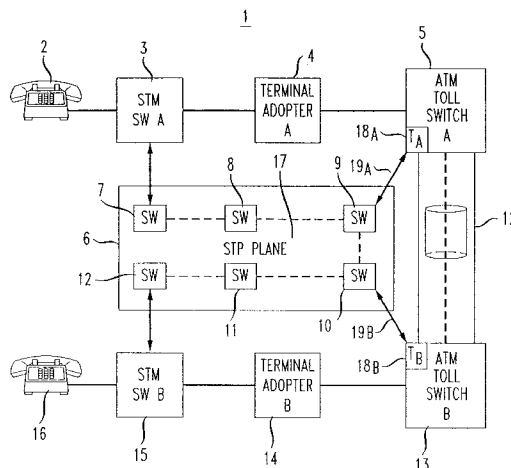 1
2
3
4
5
STM
SW A
TERMINAL
ADOPTER
A
ATM
TOLL
SWITCH
A
18A
TA
19A
17
7
8
9
SW
SW
SW
6
STP PLANE
12
SW
SW
SW
12
11
10
19B
TB
18B
STM
SW B
TERMINAL
ADOPTER
B
ATM
TOLL
SWITCH
B
16
15
14
13